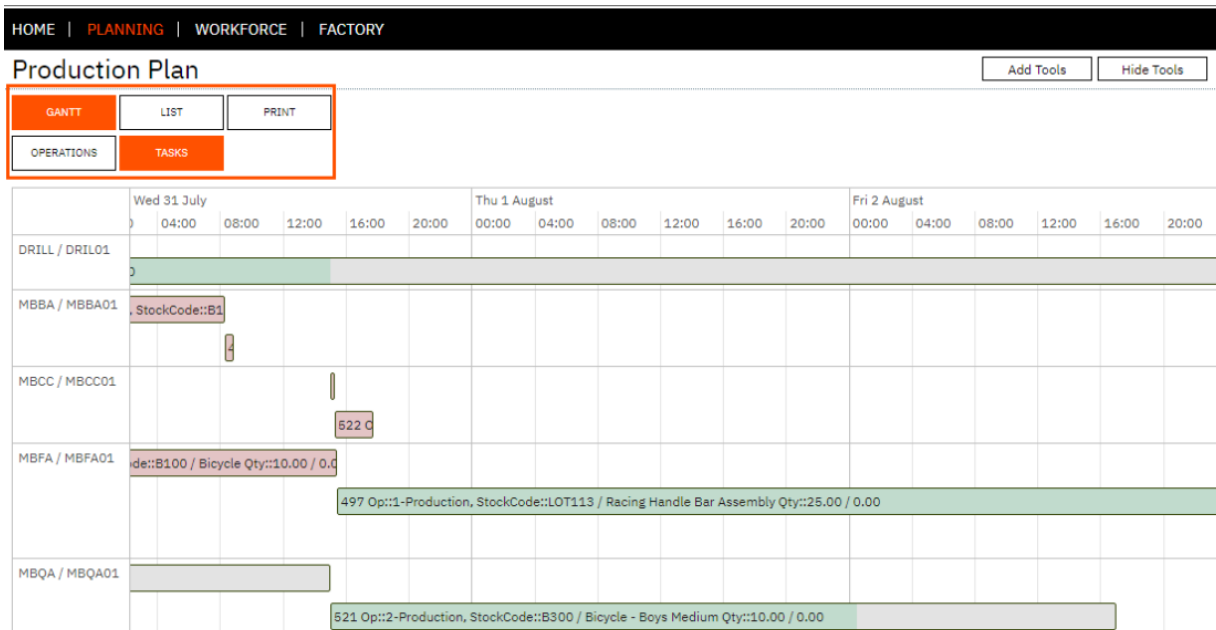 HOME | PLANNING | WORKFORCE | FACTORY
Production Plan
Add Tools Hide Tools
GANTT LIST PRINT
OPERATIONS TASKS
Wed 31 July Thu 1 August Fri 2 August
04:00 08:00 12:00 16:00 20:00 00:00 04:00 08:00 12:00 16:00 20:00 00:00 04:00 08:00 12:00 16:00 20:00
DRILL / DRIL01
MBBA / MBBA01
, StockCode::B1
MBCC / MBCC01
522 O
MBFA / MBFA01
de::B100 / Bicycle Qty::10.00 / 0.0
497 Op::1-Production, StockCode::LOT113 / Racing Handle Bar Assembly Qty::25.00 / 0.00
MBQA / MBQA01
521 Op::2-Production, StockCode::B300 / Bicycle - Boys Medium Qty::10.00 / 0.00